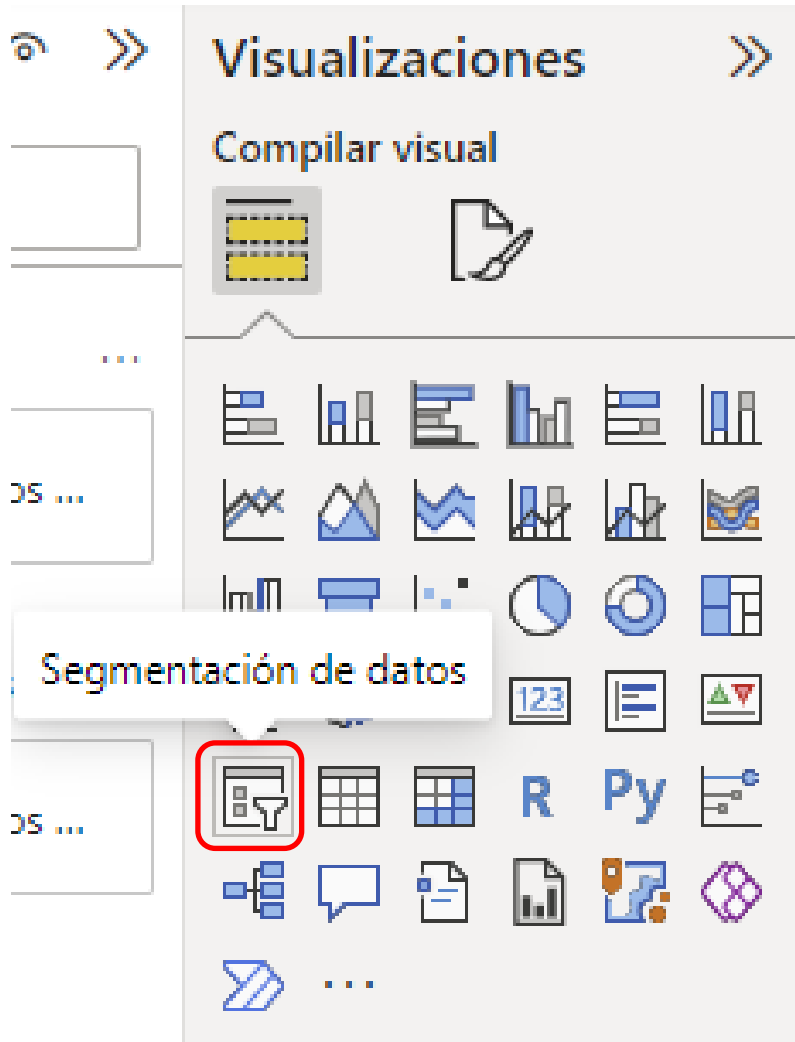 Visualizaciones
Compilar visual
...
os ...
Segmentación de datos
123
R
Py
os ...
...